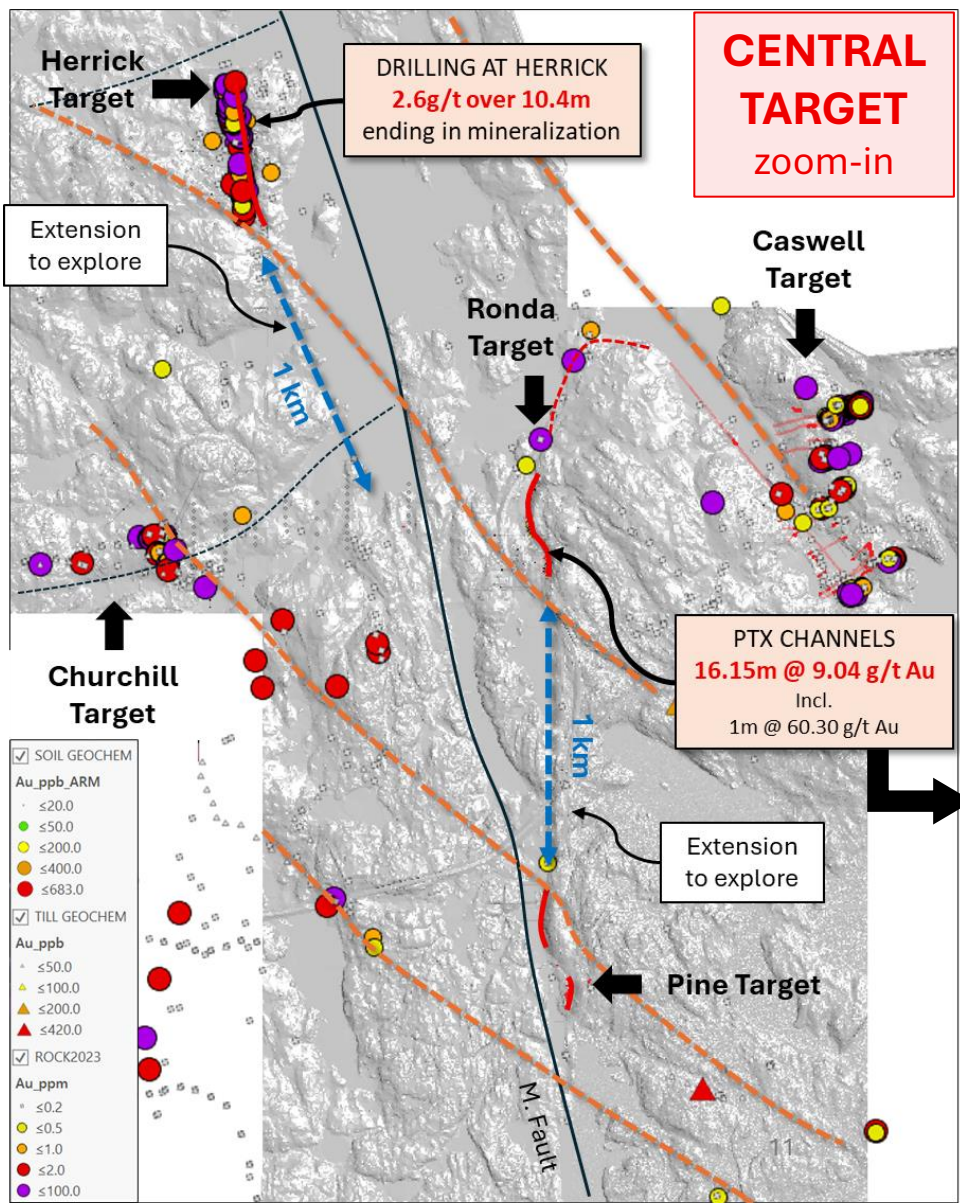 CENTRAL
TARGET
zoom-in
Herrick
Target
DRILLING AT HERRICK
2.6g/t over 10.4m
ending in mineralization
Extension
to explore
Caswell
Target
Ronda
Target
1 km
PTX CHANNELS
16.15m @ 9.04 g/t Au
Incl.
1m @ 60.30 g/t Au
Churchill
Target
1 km
Extension
to explore
Pine Target
M. Fault
11
SOIL GEOCHEM
Au_ppb_ARM
≤20.0
≤50.0
≤200.0
≤400.0
≤683.0
TILL GEOCHEM
Au_ppb
≤50.0
≤100.0
≤200.0
≤420.0
ROCK2023
Au_ppm
≤0.2
≤0.5
≤1.0
≤2.0
≤100.0